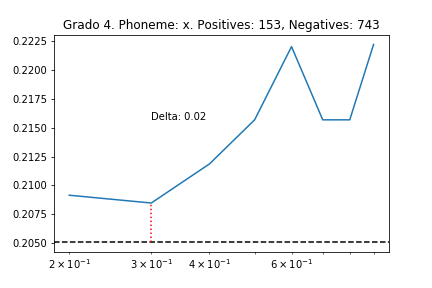 Grado 4. Phoneme: x. Positives: 153, Negatives: 743
0.2225
0.2200
0.2175
Delta: 0.02
0.2150
0.2125
0.2100
0.2075
0.2050
2 × 10⁻¹ 3 × 10⁻¹ 4 × 10⁻¹ 6 × 10⁻¹